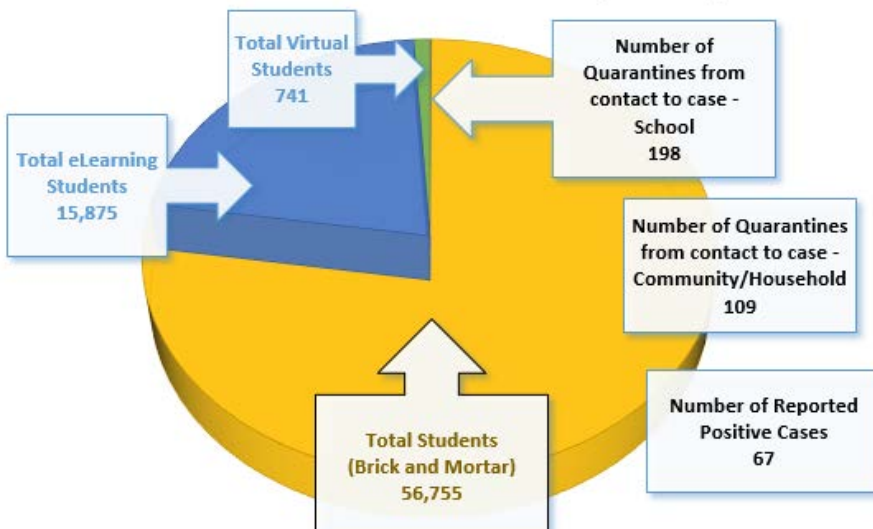 Total Virtual
Students
741
Number of
Quarantines from
contact to case -
School
198
Total eLearning
Students
15,875
Number of Quarantines
from contact to case -
Community/Household
109
Total Students
(Brick and Mortar)
56,755
Number of Reported
Positive Cases
67